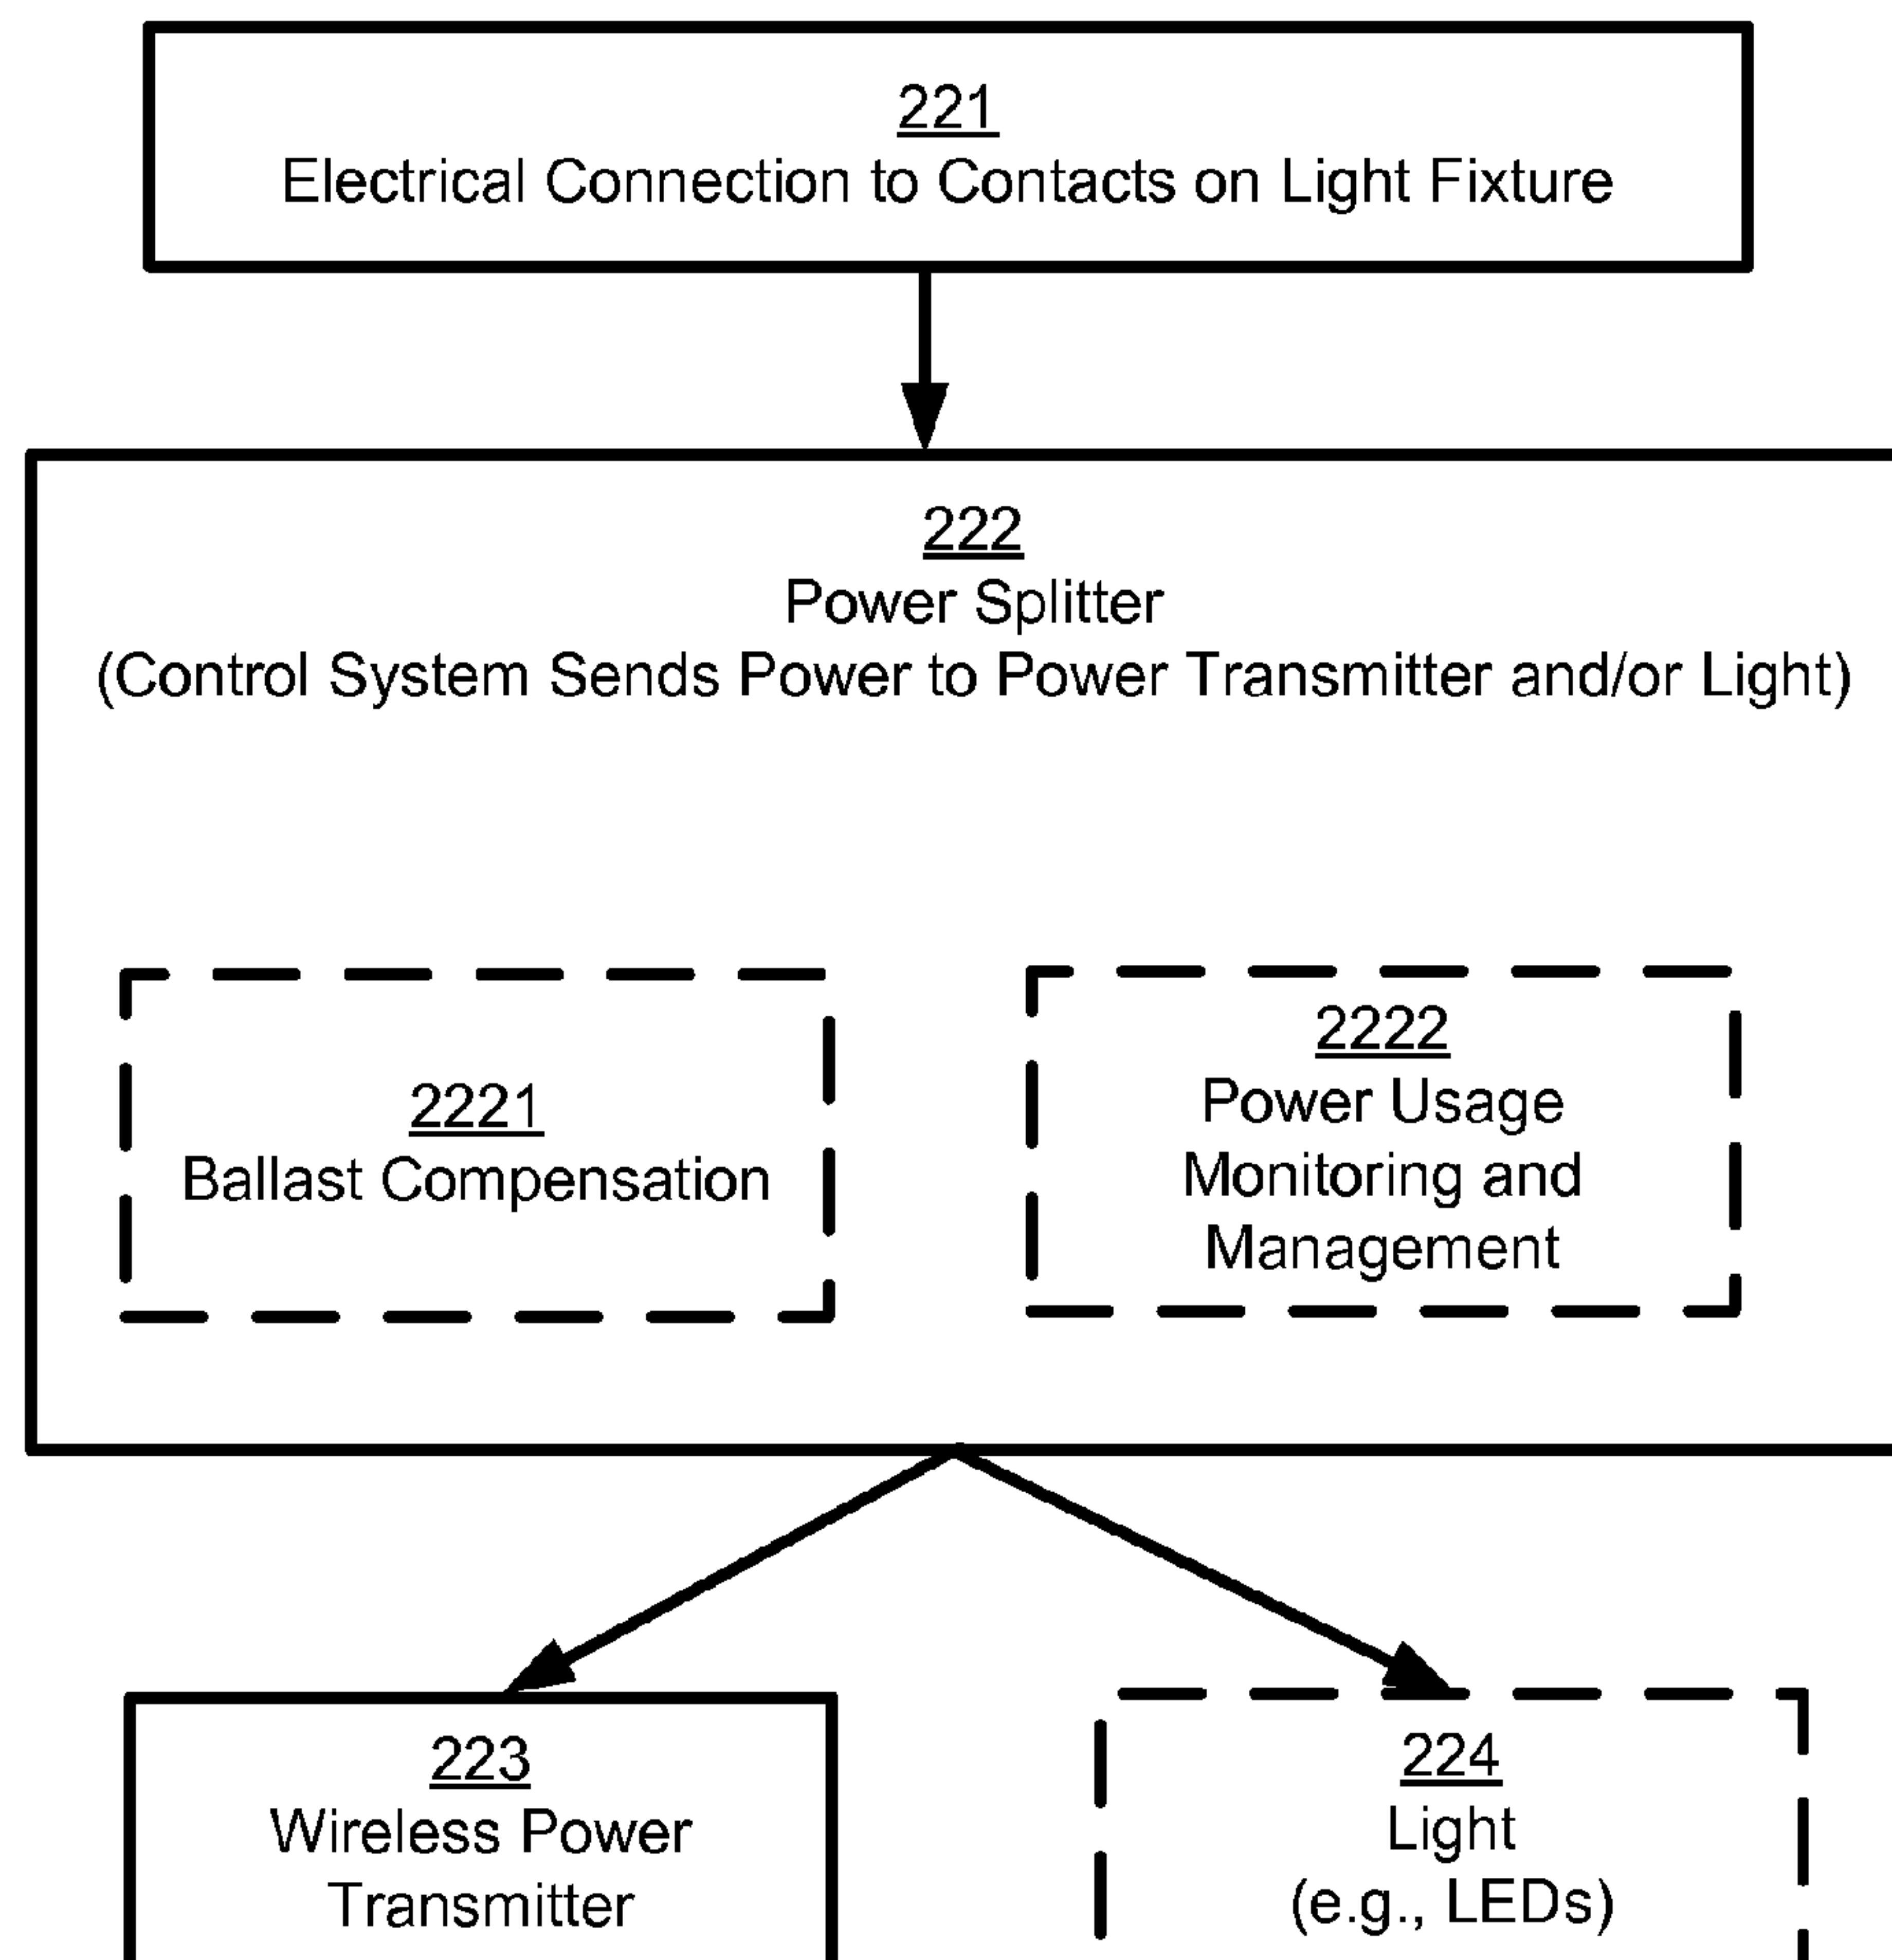 221
Electrical Connection to Contacts on Light Fixture
222
Power Splitter
(Control System Sends Power to Power Transmitter and/or Light)
2221
Ballast Compensation
2222
Power Usage
Monitoring and
Management
223
Wireless Power
Transmitter
224
Light
(e.g., LEDs)